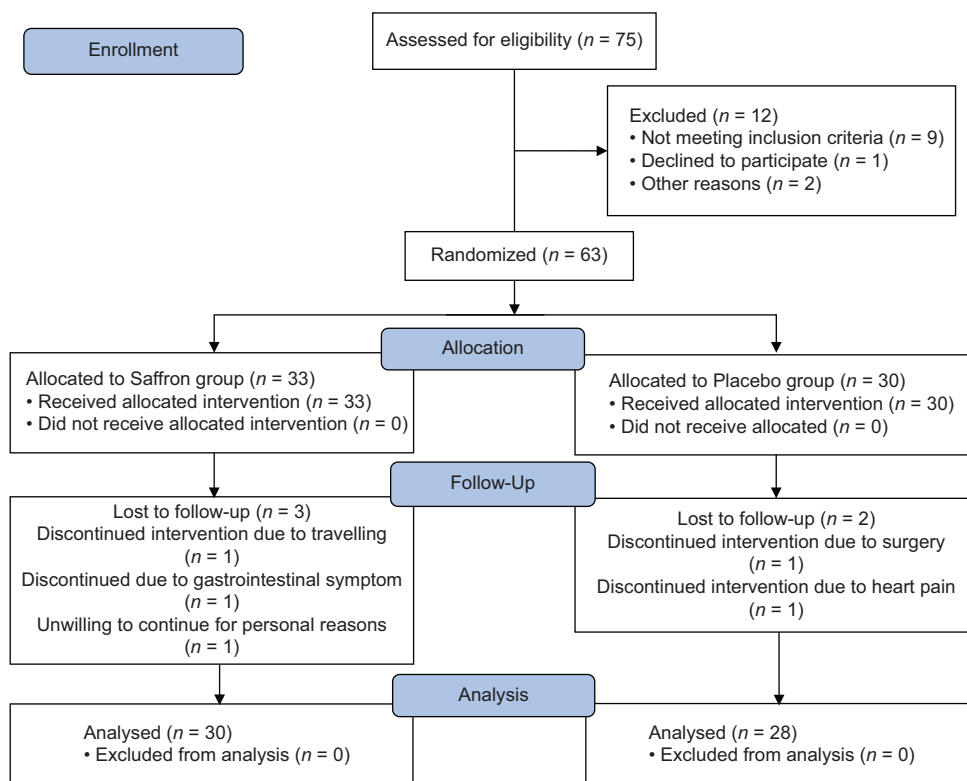 Enrollment
Assessed for eligibility (n = 75)
Excluded (n = 12)
• Not meeting inclusion criteria (n = 9)
• Declined to participate (n = 1)
• Other reasons (n = 2)
Randomized (n = 63)
Allocation
Allocated to Saffron group (n = 33)
• Received allocated intervention (n = 33)
• Did not receive allocated intervention (n = 0)
Allocated to Placebo group (n = 30)
• Received allocated intervention (n = 30)
• Did not receive allocated (n = 0)
Follow-Up
Lost to follow-up (n = 3)
Discontinued intervention due to travelling
(n = 1)
Discontinued due to gastrointestinal symptom
(n = 1)
Unwilling to continue for personal reasons
(n = 1)
Lost to follow-up (n = 2)
Discontinued intervention due to surgery
(n = 1)
Discontinued intervention due to heart pain
(n = 1)
Analysis
Analysed (n = 30)
• Excluded from analysis (n = 0)
Analysed (n = 28)
• Excluded from analysis (n = 0)